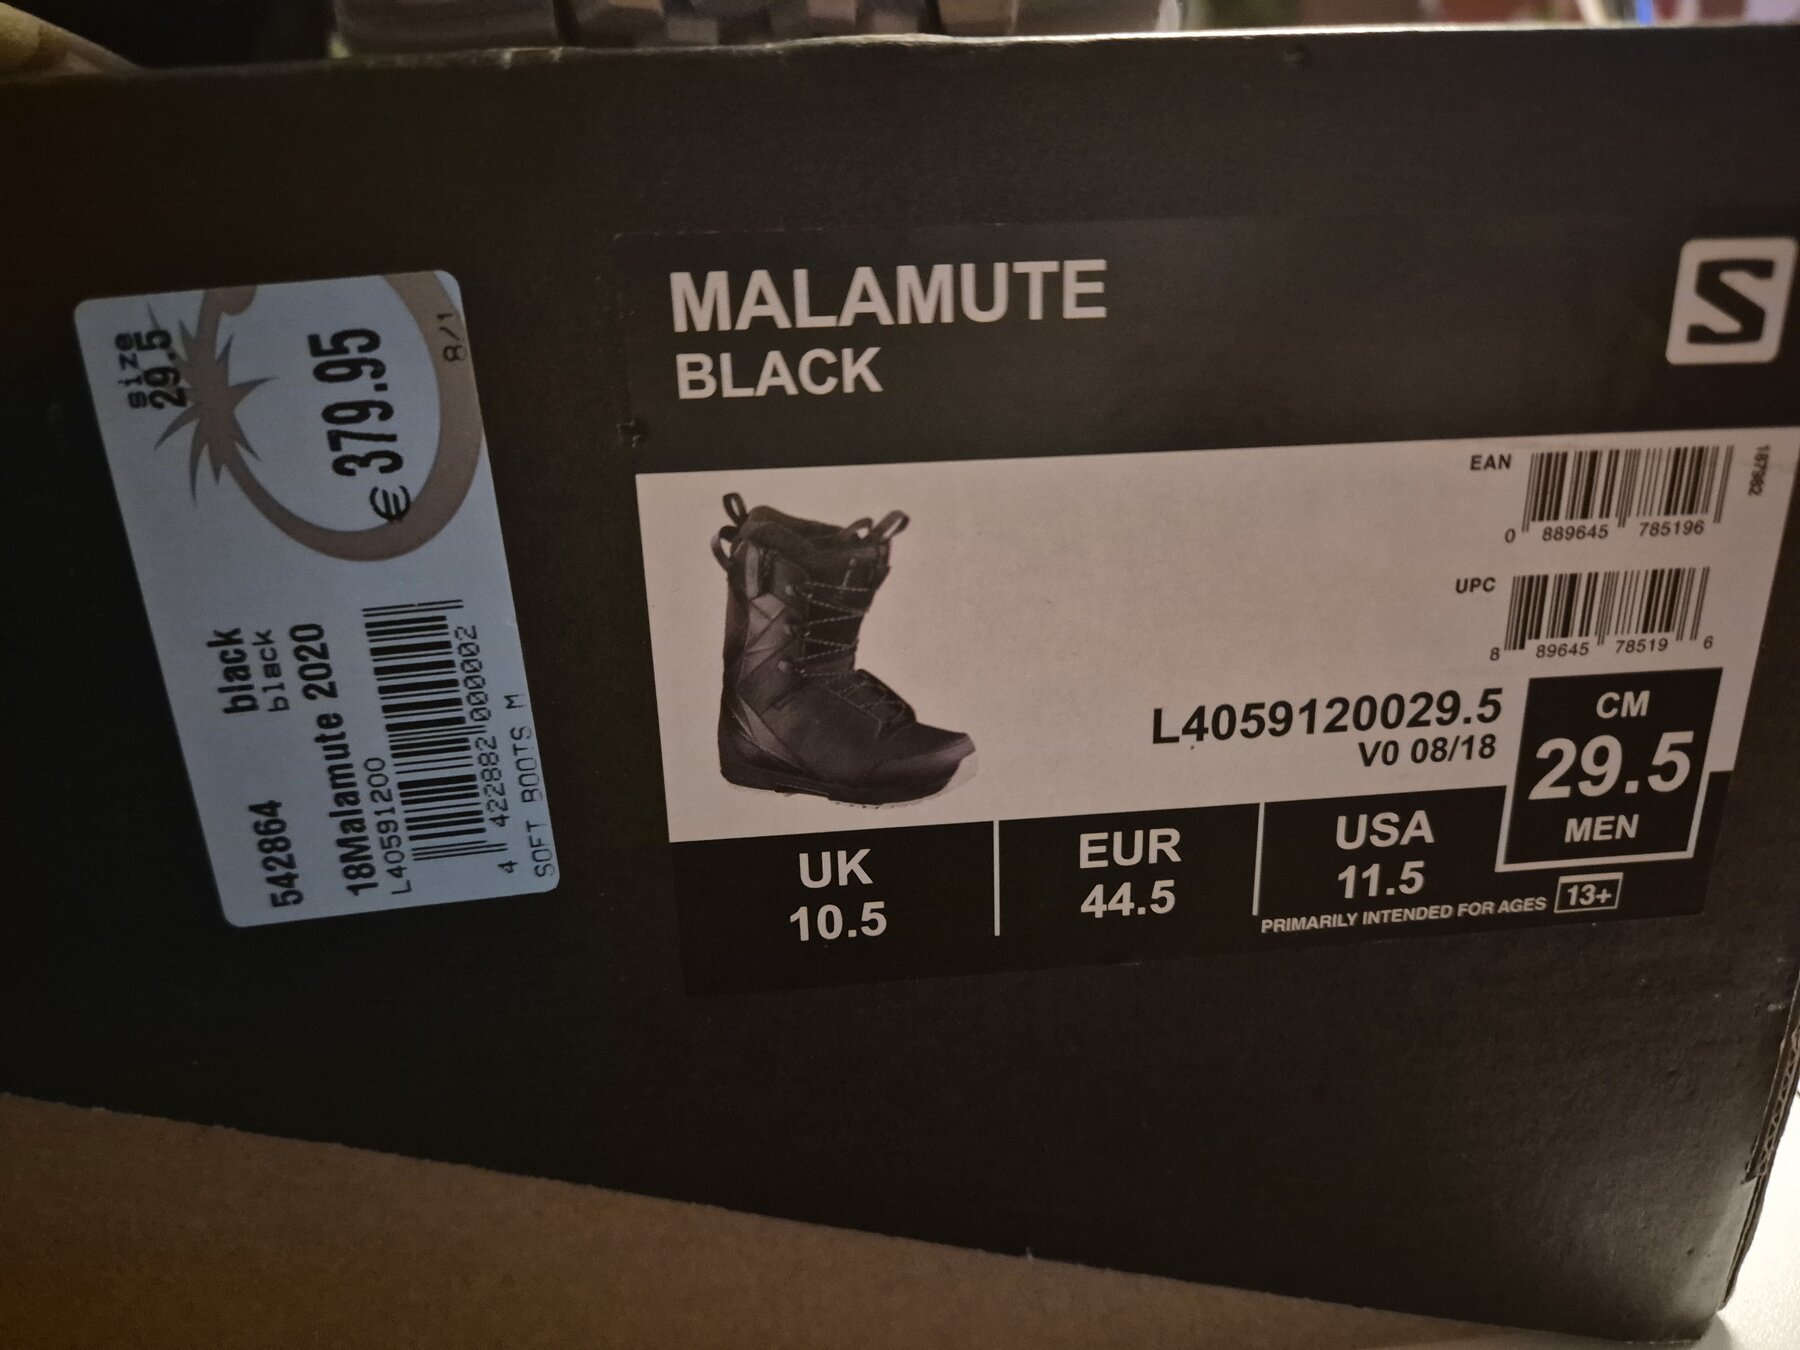 size
29.5
€ 379.95
8/1
black
black
542864
18Malamute 2020
L40591200
4 422882 000002
SOFT BOOTS M
MALAMUTE
BLACK
S
EAN
0 889645 785196
187982
UPC
8 89645 78519 6
L4059120029.5
V0 08/18
CM
29.5
MEN
UK
10.5
EUR
44.5
USA
11.5
PRIMARILY INTENDED FOR AGES 13+